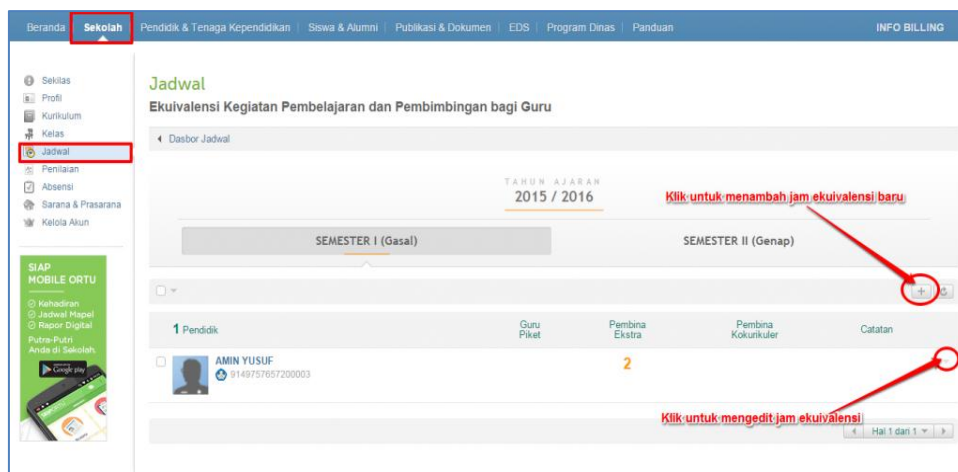 Beranda Sekolah Pendidik & Tenaga Kependidikan Siswa & Alumni Publikasi & Dokumen EDS Program Dinas Panduan INFO BILLING
Sekilas
Profil
Kurikulum
Kelas
Jadwal
Penilaian
Absensi
Sarana & Prasarana
Kelola Akun
SIAP
MOBILE ORTU
Kehadiran
Jadwal Mapel
Rapor Digital
Putra-Putri
Anda di Sekolah.
Google play
Jadwal
Ekuivalensi Kegiatan Pembelajaran dan Pembimbingan bagi Guru
Dasbor Jadwal
TAHUN AJARAN
2015 / 2016
Klik untuk menambah jam ekuivalensi baru
SEMESTER I (Gasal) SEMESTER II (Genap)
1 Pendidik
Guru
Piket
Pembina
Ekstra
Pembina
Kokurikuler
Catatan
AMIN YUSUF
9149757657200003
2
Klik untuk mengedit jam ekuivalensi
Hal 1 dari 1